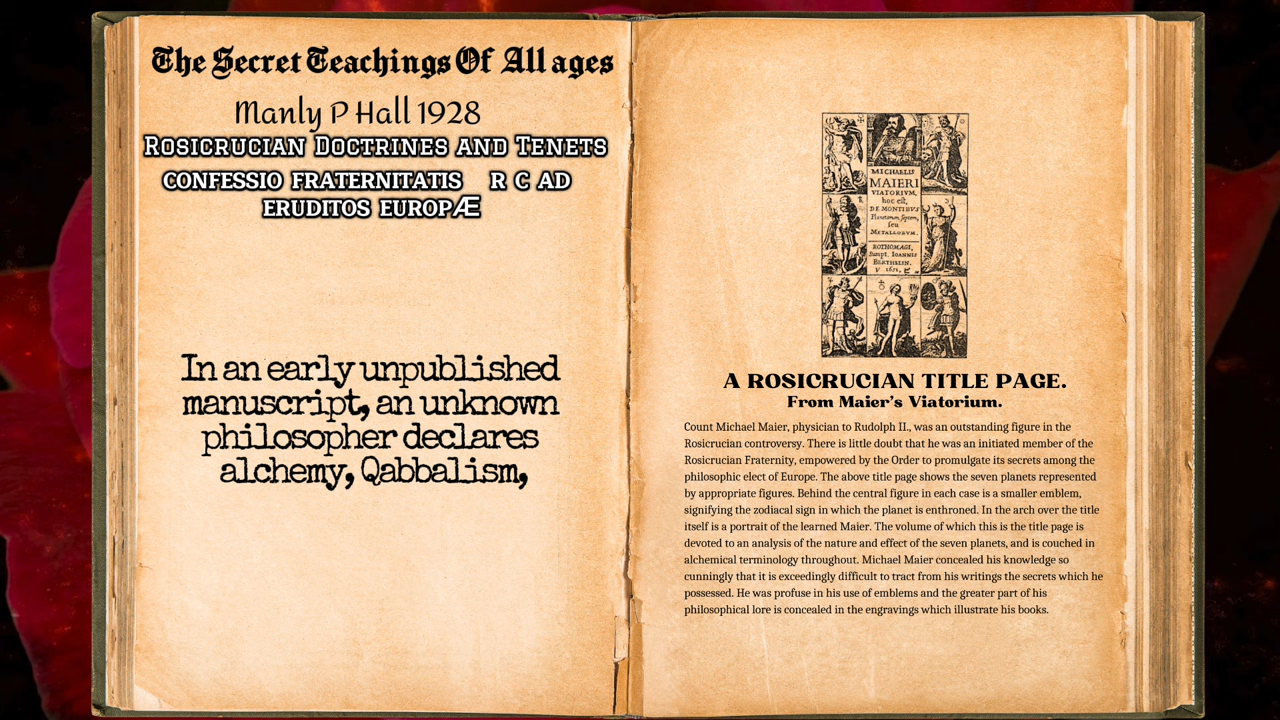 The Secret Teachings Of All ages
Manly P Hall 1928
Rosicrucian Doctrines and Tenets
CONFESSIO FRATERNITATIS R C AD
ERUDITOS EUROPÆ
In an early unpublished
manuscript, an unknown
philosopher declares
alchemy, Qabbalism,
MICHAELIS
MAIERI
VIATORIVM,
hoc est,
DE MONTIBVS
Planetarum septem,
seu
METALLORVM.
ROTHOMAGI,
Sumpt. IOANNIS
BERTHELIN.
A ROSICRUCIAN TITLE PAGE.
From Maier's Viatorium.
Count Michael Maier, physician to Rudolph II., was an outstanding figure in the
Rosicrucian controversy. There is little doubt that he was an initiated member of the
Rosicrucian Fraternity, empowered by the Order to promulgate its secrets among the
philosophic elect of Europe. The above title page shows the seven planets represented
by appropriate figures. Behind the central figure in each case is a smaller emblem,
signifying the zodiacal sign in which the planet is enthroned. In the arch over the title
itself is a portrait of the learned Maier. The volume of which this is the title page is
devoted to an analysis of the nature and effect of the seven planets, and is couched in
alchemical terminology throughout. Michael Maier concealed his knowledge so
cunningly that it is exceedingly difficult to tract from his writings the secrets which he
possessed. He was profuse in his use of emblems and the greater part of his
philosophical lore is concealed in the engravings which illustrate his books.